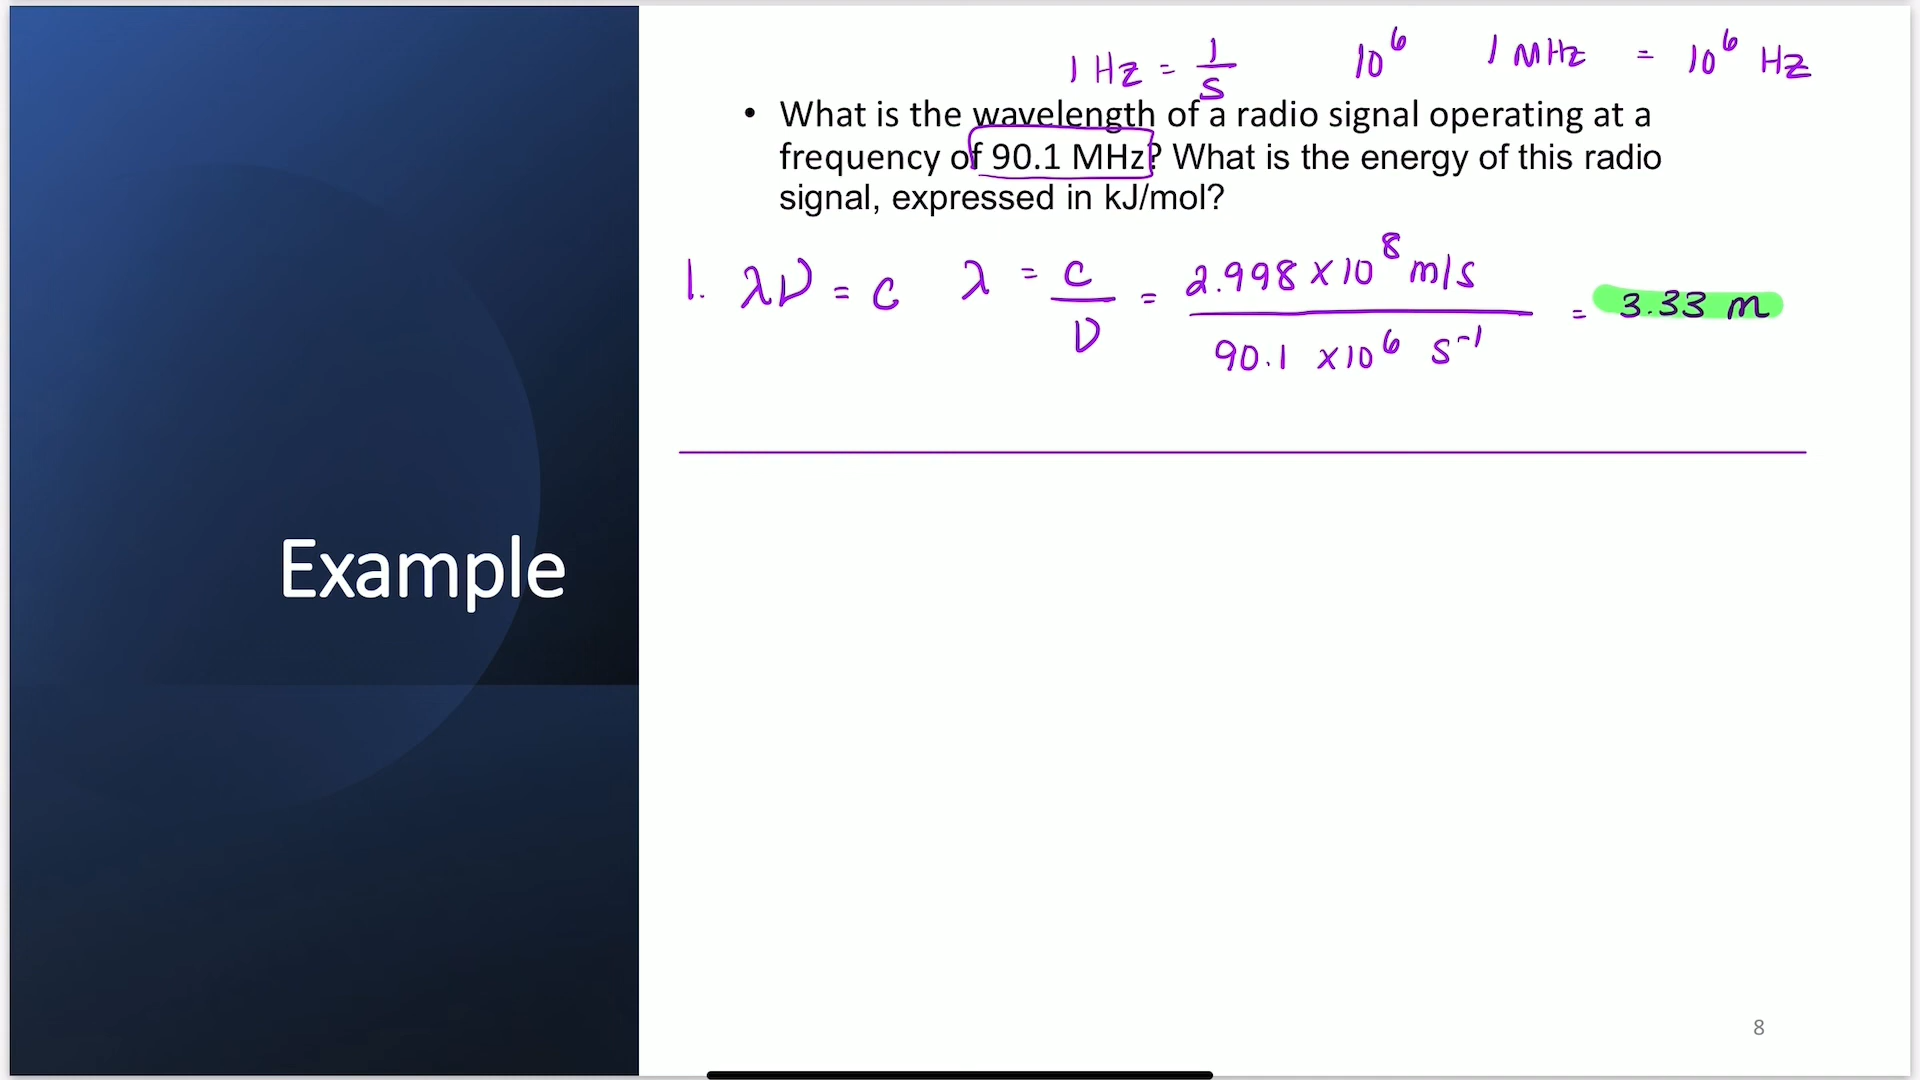 1 Hz = 1/s 10^6 1 MHz = 10^6 Hz
• What is the wavelength of a radio signal operating at a
frequency of 90.1 MHz? What is the energy of this radio
signal, expressed in kJ/mol?
1. λν = c λ = c/ν = 2.998 x 10^8 m/s / 90.1 x 10^6 s^-1 = 3.33 m
Example
8